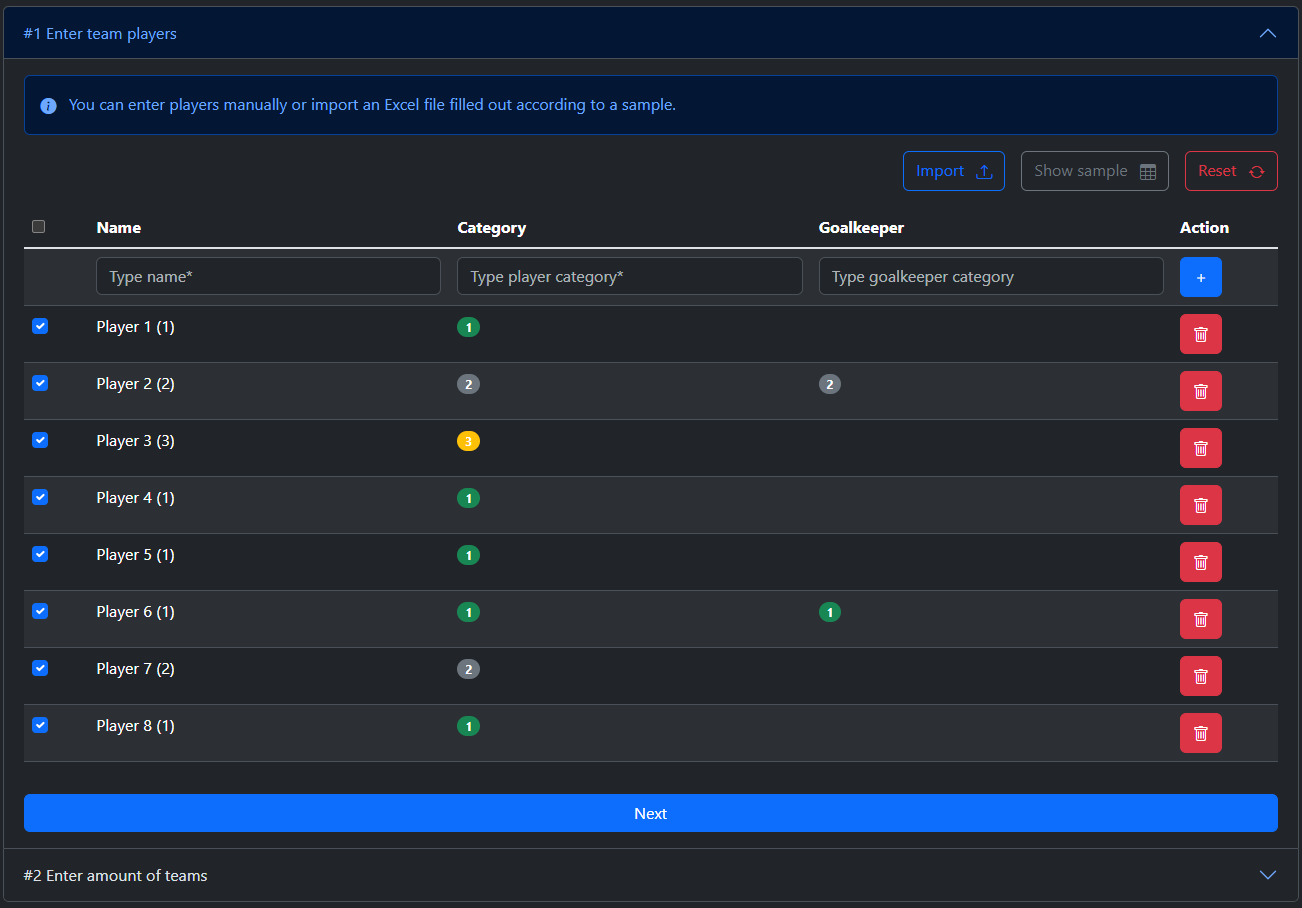 #1 Enter team players
You can enter players manually or import an Excel file filled out according to a sample.
Import Show sample Reset
Name Category Goalkeeper Action
Type name* Type player category* Type goalkeeper category +
Player 1 (1) 1
Player 2 (2) 2 2
Player 3 (3) 3
Player 4 (1) 1
Player 5 (1) 1
Player 6 (1) 1 1
Player 7 (2) 2
Player 8 (1) 1
Next
#2 Enter amount of teams